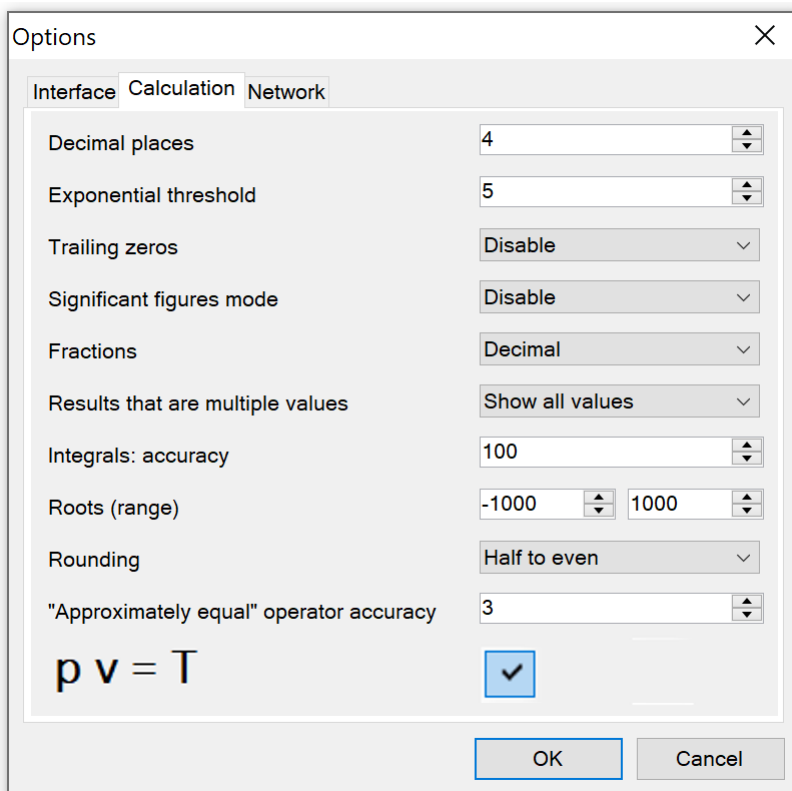 Options
Interface Calculation Network
Decimal places 4
Exponential threshold 5
Trailing zeros Disable
Significant figures mode Disable
Fractions Decimal
Results that are multiple values Show all values
Integrals: accuracy 100
Roots (range) -1000 1000
Rounding Half to even
"Approximately equal" operator accuracy 3
p v = T
OK Cancel